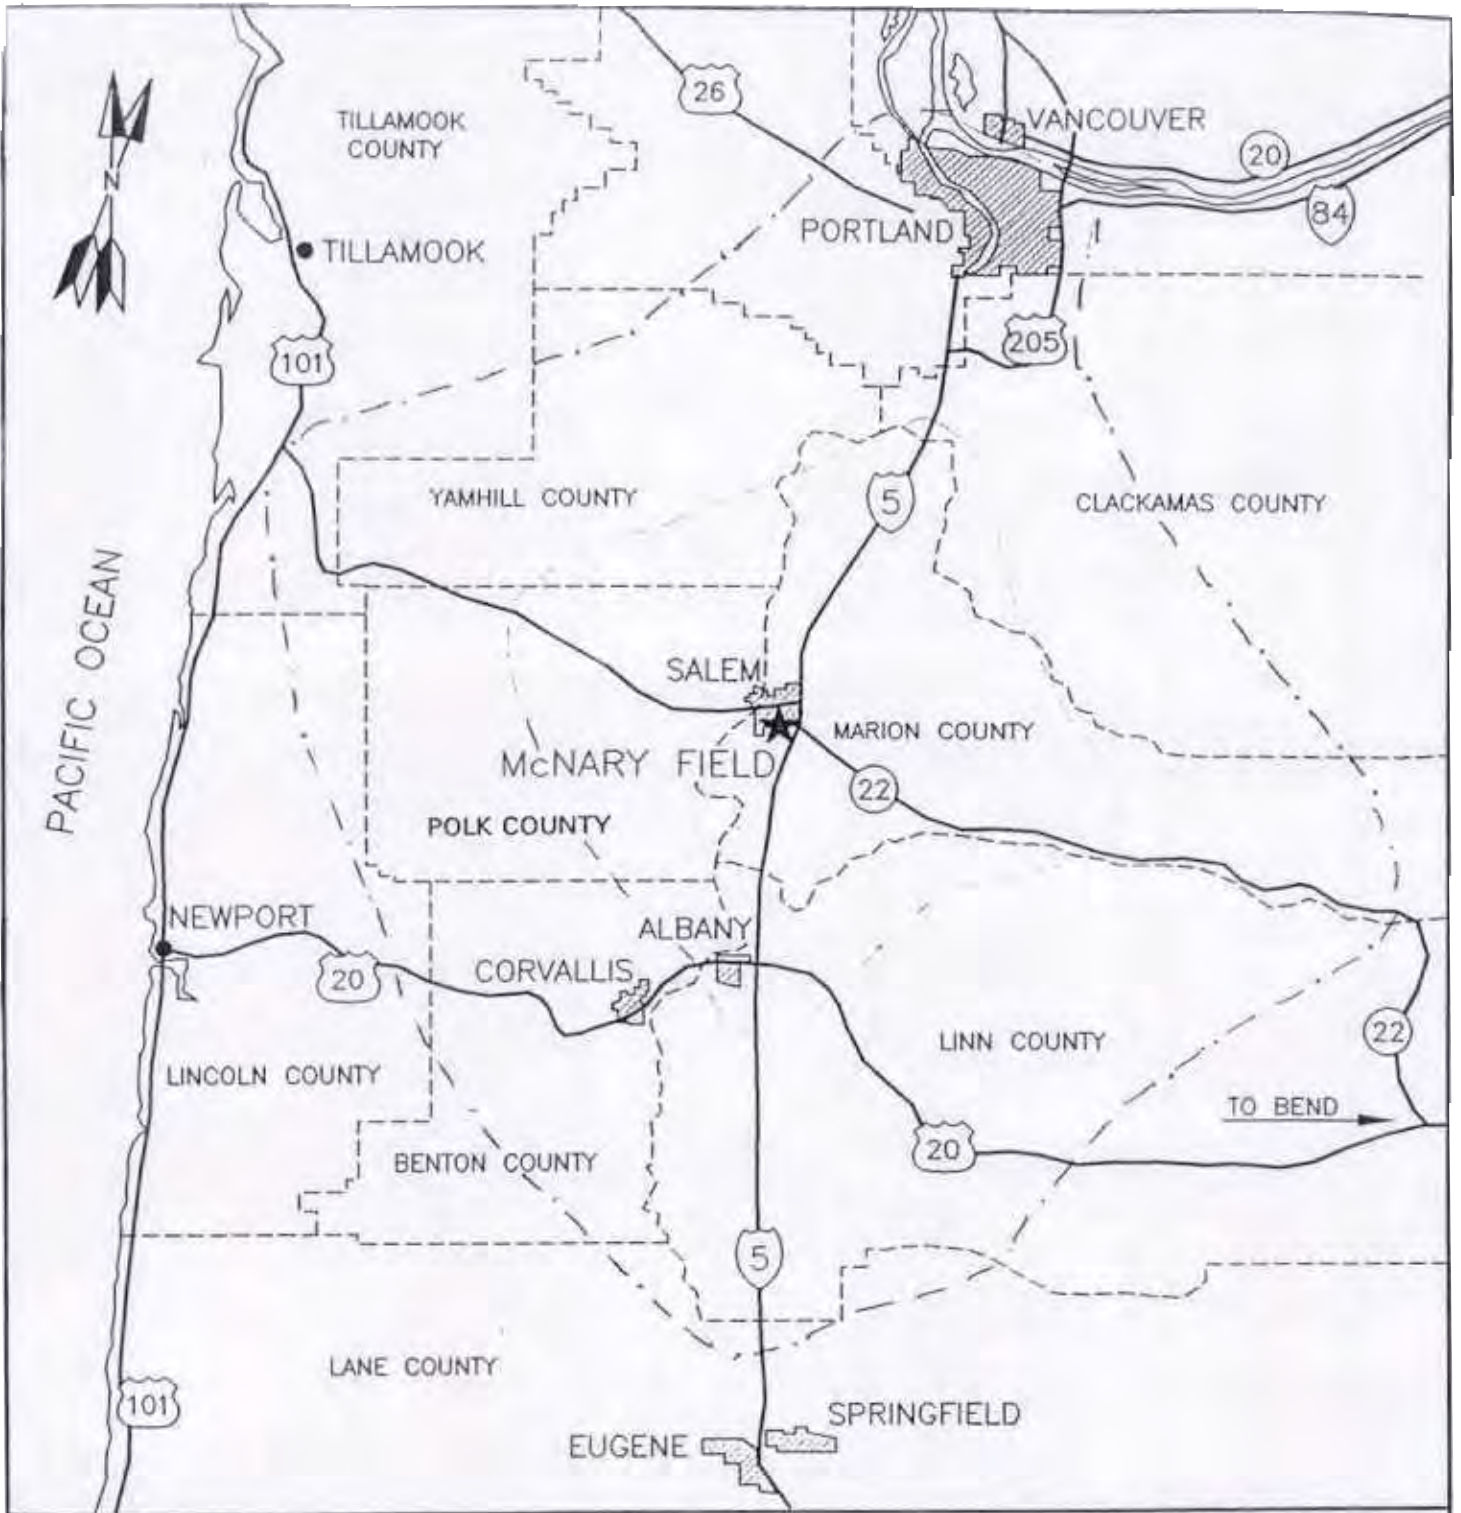 26
VANCOUVER
TILLAMOOK
COUNTY
20
N
84
PORTLAND
TILLAMOOK
205
101
5
YAMHILL COUNTY
CLACKAMAS COUNTY
PACIFIC OCEAN
SALEM
MARION COUNTY
McNARY FIELD
22
POLK COUNTY
NEWPORT
ALBANY
20
CORVALLIS
22
LINN COUNTY
LINCOLN COUNTY
TO BEND
20
BENTON COUNTY
5
LANE COUNTY
101
SPRINGFIELD
EUGENE